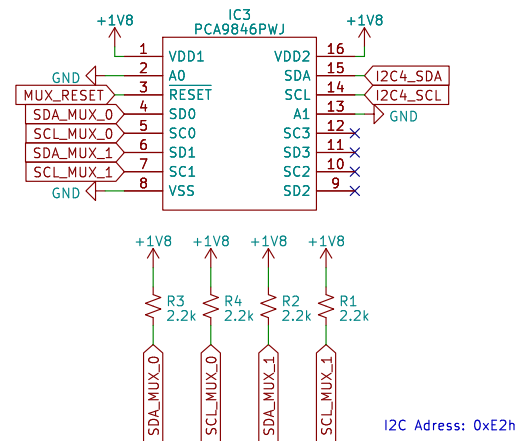 IC3
PCA9846PWJ
+1V8
+1V8
1 VDD1
VDD2 16
GND 2 A0
SDA 15 I2C4_SDA
MUX_RESET 3 RESET
SCL 14 I2C4_SCL
SDA_MUX_0 4 SD0
A1 13 GND
SCL_MUX_0 5 SC0
SC3 12
SDA_MUX_1 6 SD1
SD3 11
SCL_MUX_1 7 SC1
SC2 10
GND 8 VSS
SD2 9
+1V8 +1V8 +1V8 +1V8
R3 R4 R2 R1
2.2k 2.2k 2.2k 2.2k
SDA_MUX_0
SCL_MUX_0
SDA_MUX_1
SCL_MUX_1
I2C Adress: 0xE2h